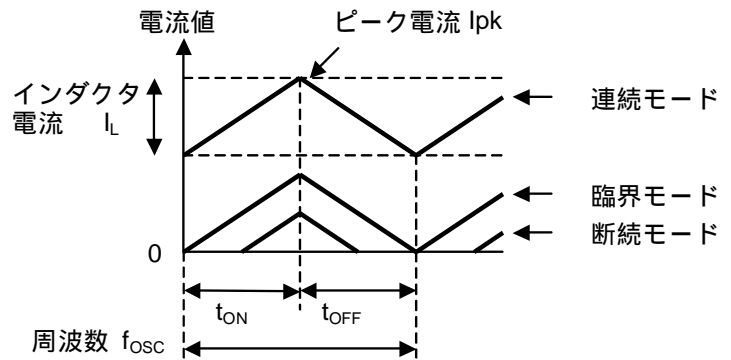 電流値
ピーク電流 Ipk
インダクタ
電流 IL
連続モード
臨界モード
断続モード
0
tON
tOFF
周波数 fOSC